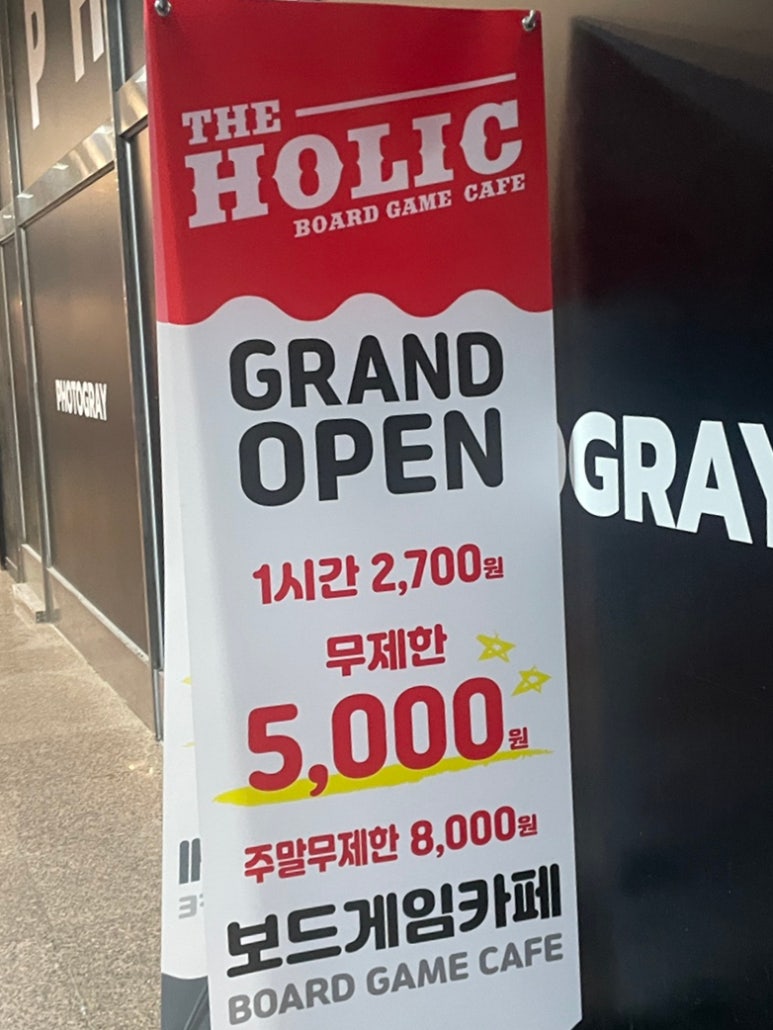 THE
HOLIC
BOARD GAME CAFE
GRAND
OPEN
1시간 2,700원
무제한
5,000원
주말무제한 8,000원
보드게임카페
BOARD GAME CAFE
PHOTOGRAY
OGRAY